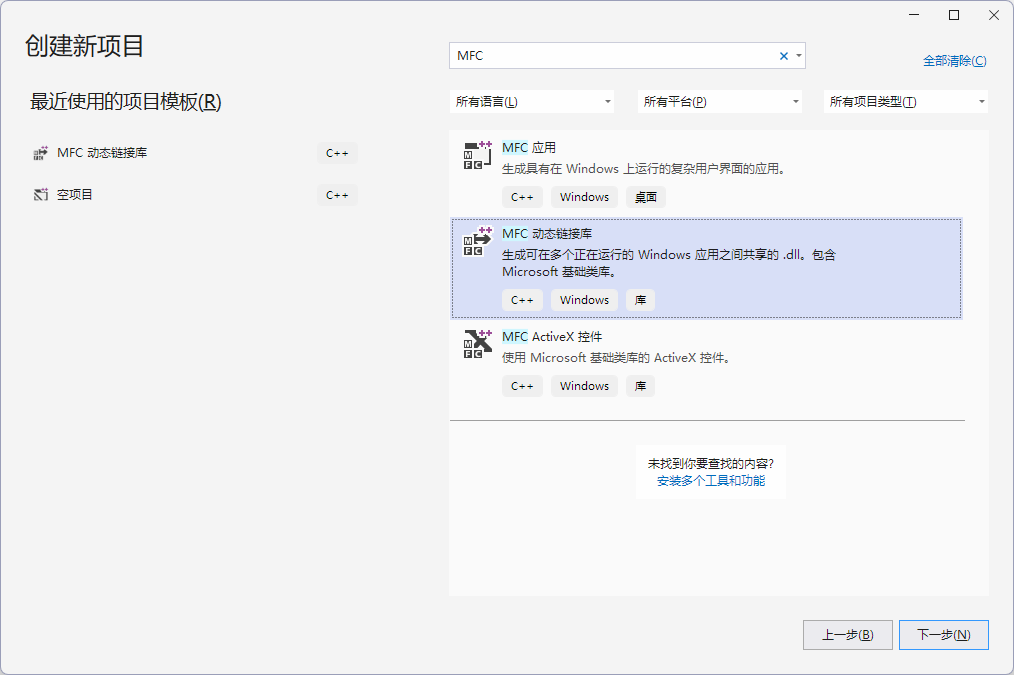 创建新项目
最近使用的项目模板(R)
MFC 动态链接库 C++
空项目 C++
MFC
全部清除(C)
所有语言(L) 所有平台(P) 所有项目类型(T)
MFC 应用
生成具有在 Windows 上运行的复杂用户界面的应用。
C++ Windows 桌面
MFC 动态链接库
生成可在多个正在运行的 Windows 应用之间共享的 .dll。包含
Microsoft 基础类库。
C++ Windows 库
MFC ActiveX 控件
使用 Microsoft 基础类库的 ActiveX 控件。
C++ Windows 库
未找到你要查找的内容?
安装多个工具和功能
上一步(B) 下一步(N)